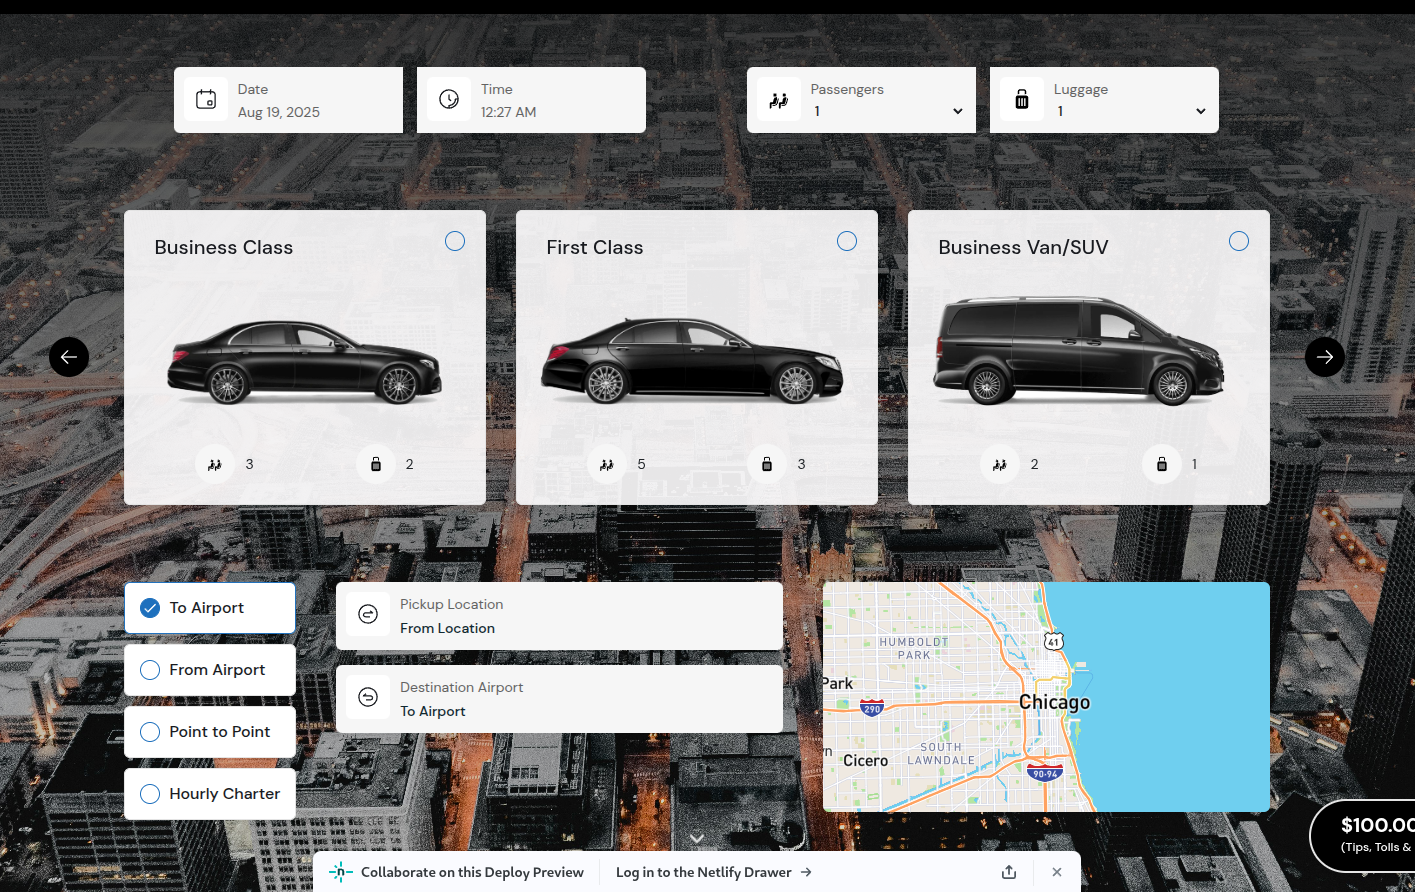 Date
Aug 19, 2025
Time
12:27 AM
Passengers
1
Luggage
1
Business Class
3
2
First Class
5
3
Business Van/SUV
2
1
To Airport
From Airport
Point to Point
Hourly Charter
Pickup Location
From Location
Destination Airport
To Airport
HUMBOLDT
PARK
41
Park
290
Chicago
SOUTH
LAWNDALE
Cicero
90-94
$100.00
(Tips, Tolls &
Collaborate on this Deploy Preview
Log in to the Netlify Drawer